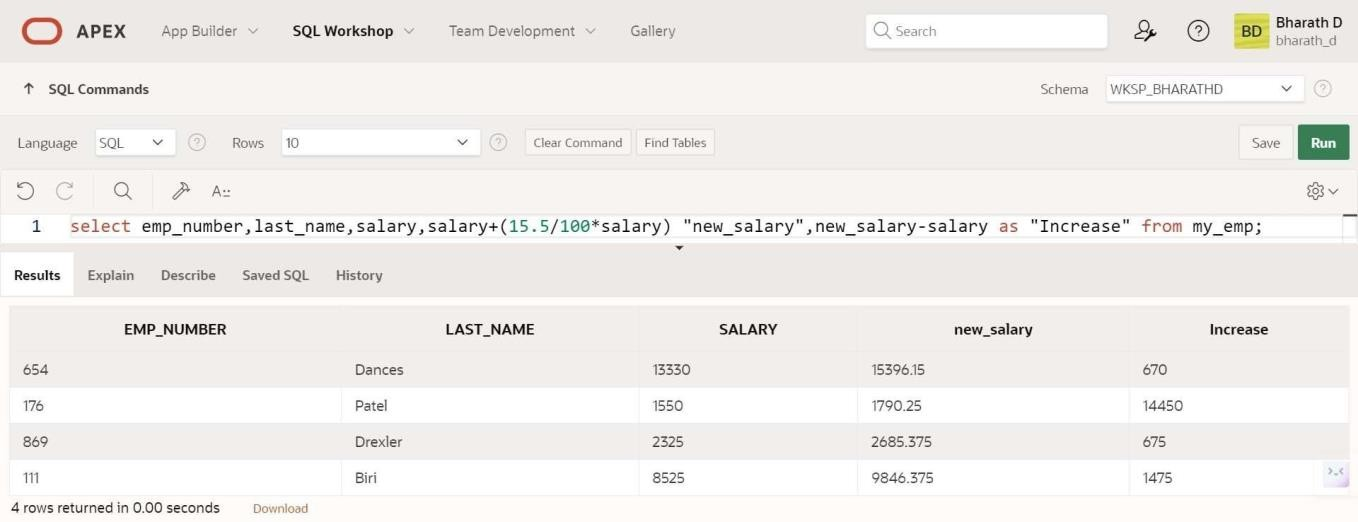 APEX App Builder SQL Workshop Team Development Gallery Search BD Bharath D
bharath_d
SQL Commands Schema WKSP_BHARATHD
Language SQL Rows 10 Clear Command Find Tables Save Run
A::
1 select emp_number,last_name,salary,salary+(15.5/100*salary) "new_salary",new_salary-salary as "Increase" from my_emp;
Results Explain Describe Saved SQL History
EMP_NUMBER LAST_NAME SALARY new_salary Increase
654 Dances 13330 15396.15 670
176 Patel 1550 1790.25 14450
869 Drexler 2325 2685.375 675
111 Biri 8525 9846.375 1475
4 rows returned in 0.00 seconds Download